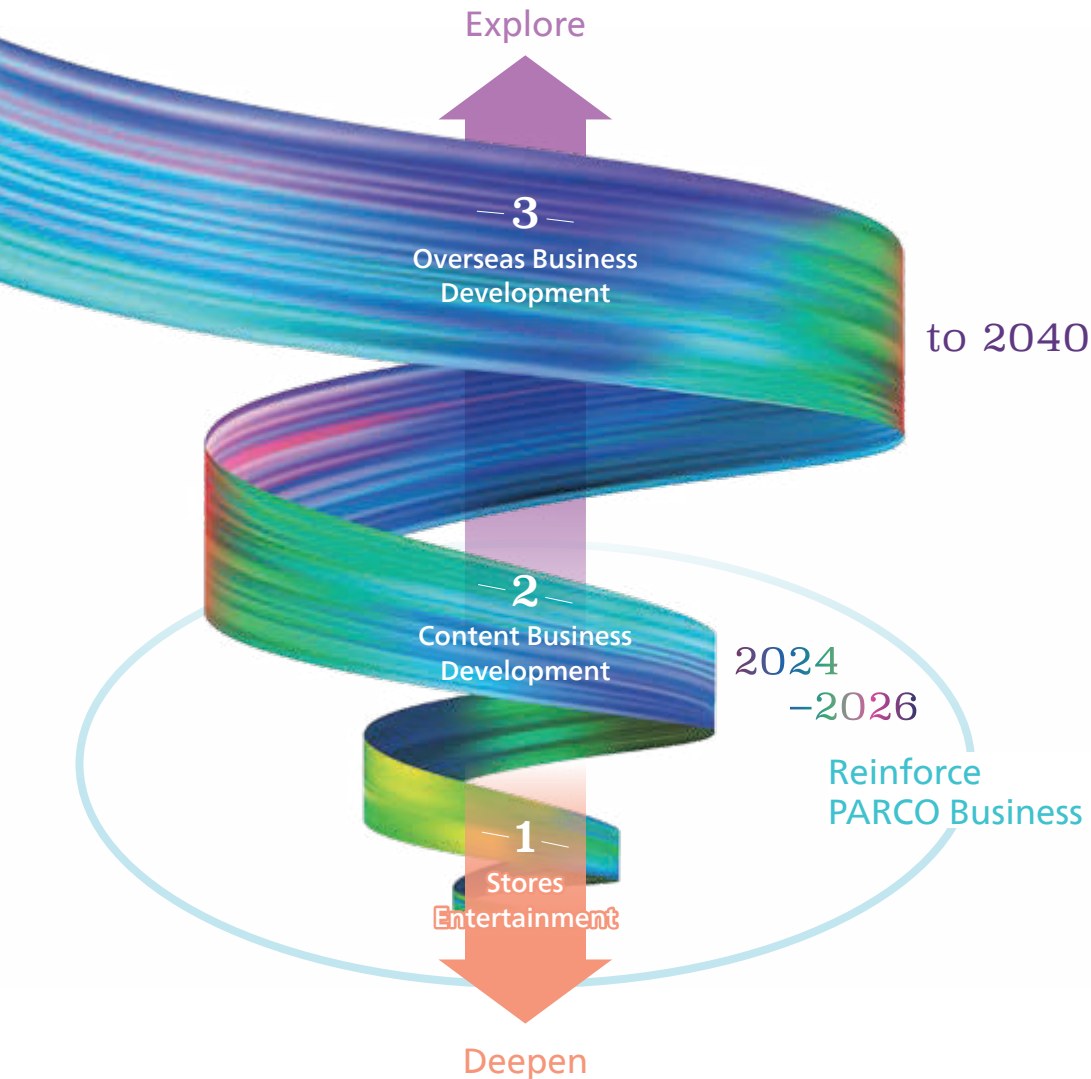 Explore
3
Overseas Business
Development
to 2040
2
Content Business
Development
2024
–2026
Reinforce
PARCO Business
1
Stores
Entertainment
Deepen